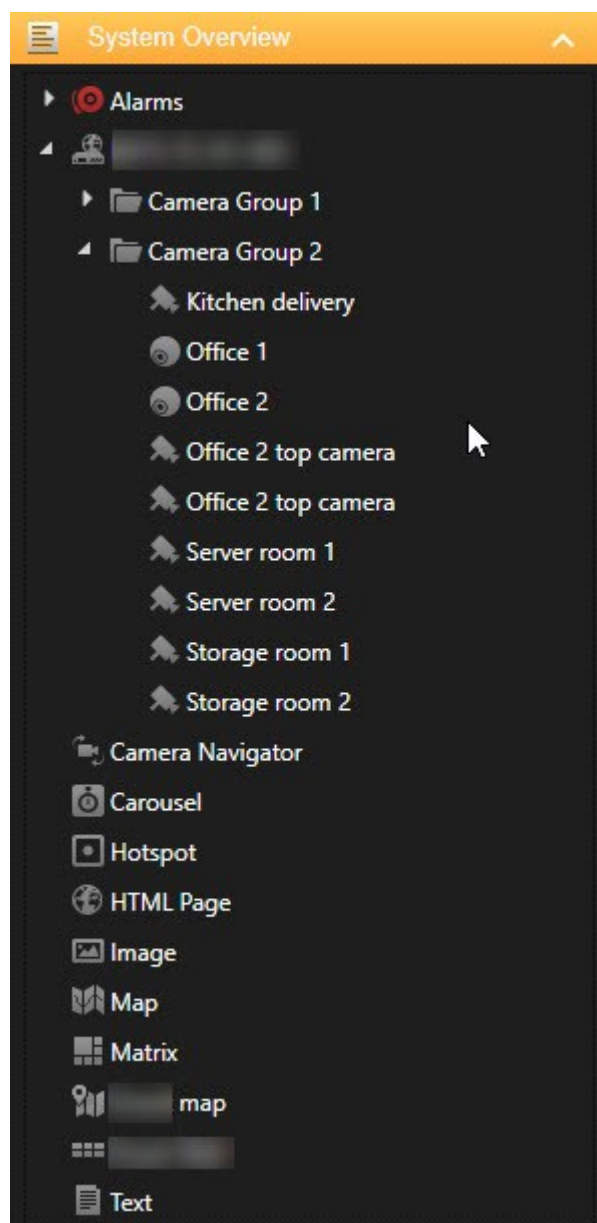 System Overview
Alarms
Camera Group 1
Camera Group 2
Kitchen delivery
Office 1
Office 2
Office 2 top camera
Office 2 top camera
Server room 1
Server room 2
Storage room 1
Storage room 2
Camera Navigator
Carousel
Hotspot
HTML Page
Image
Map
Matrix
map
Text